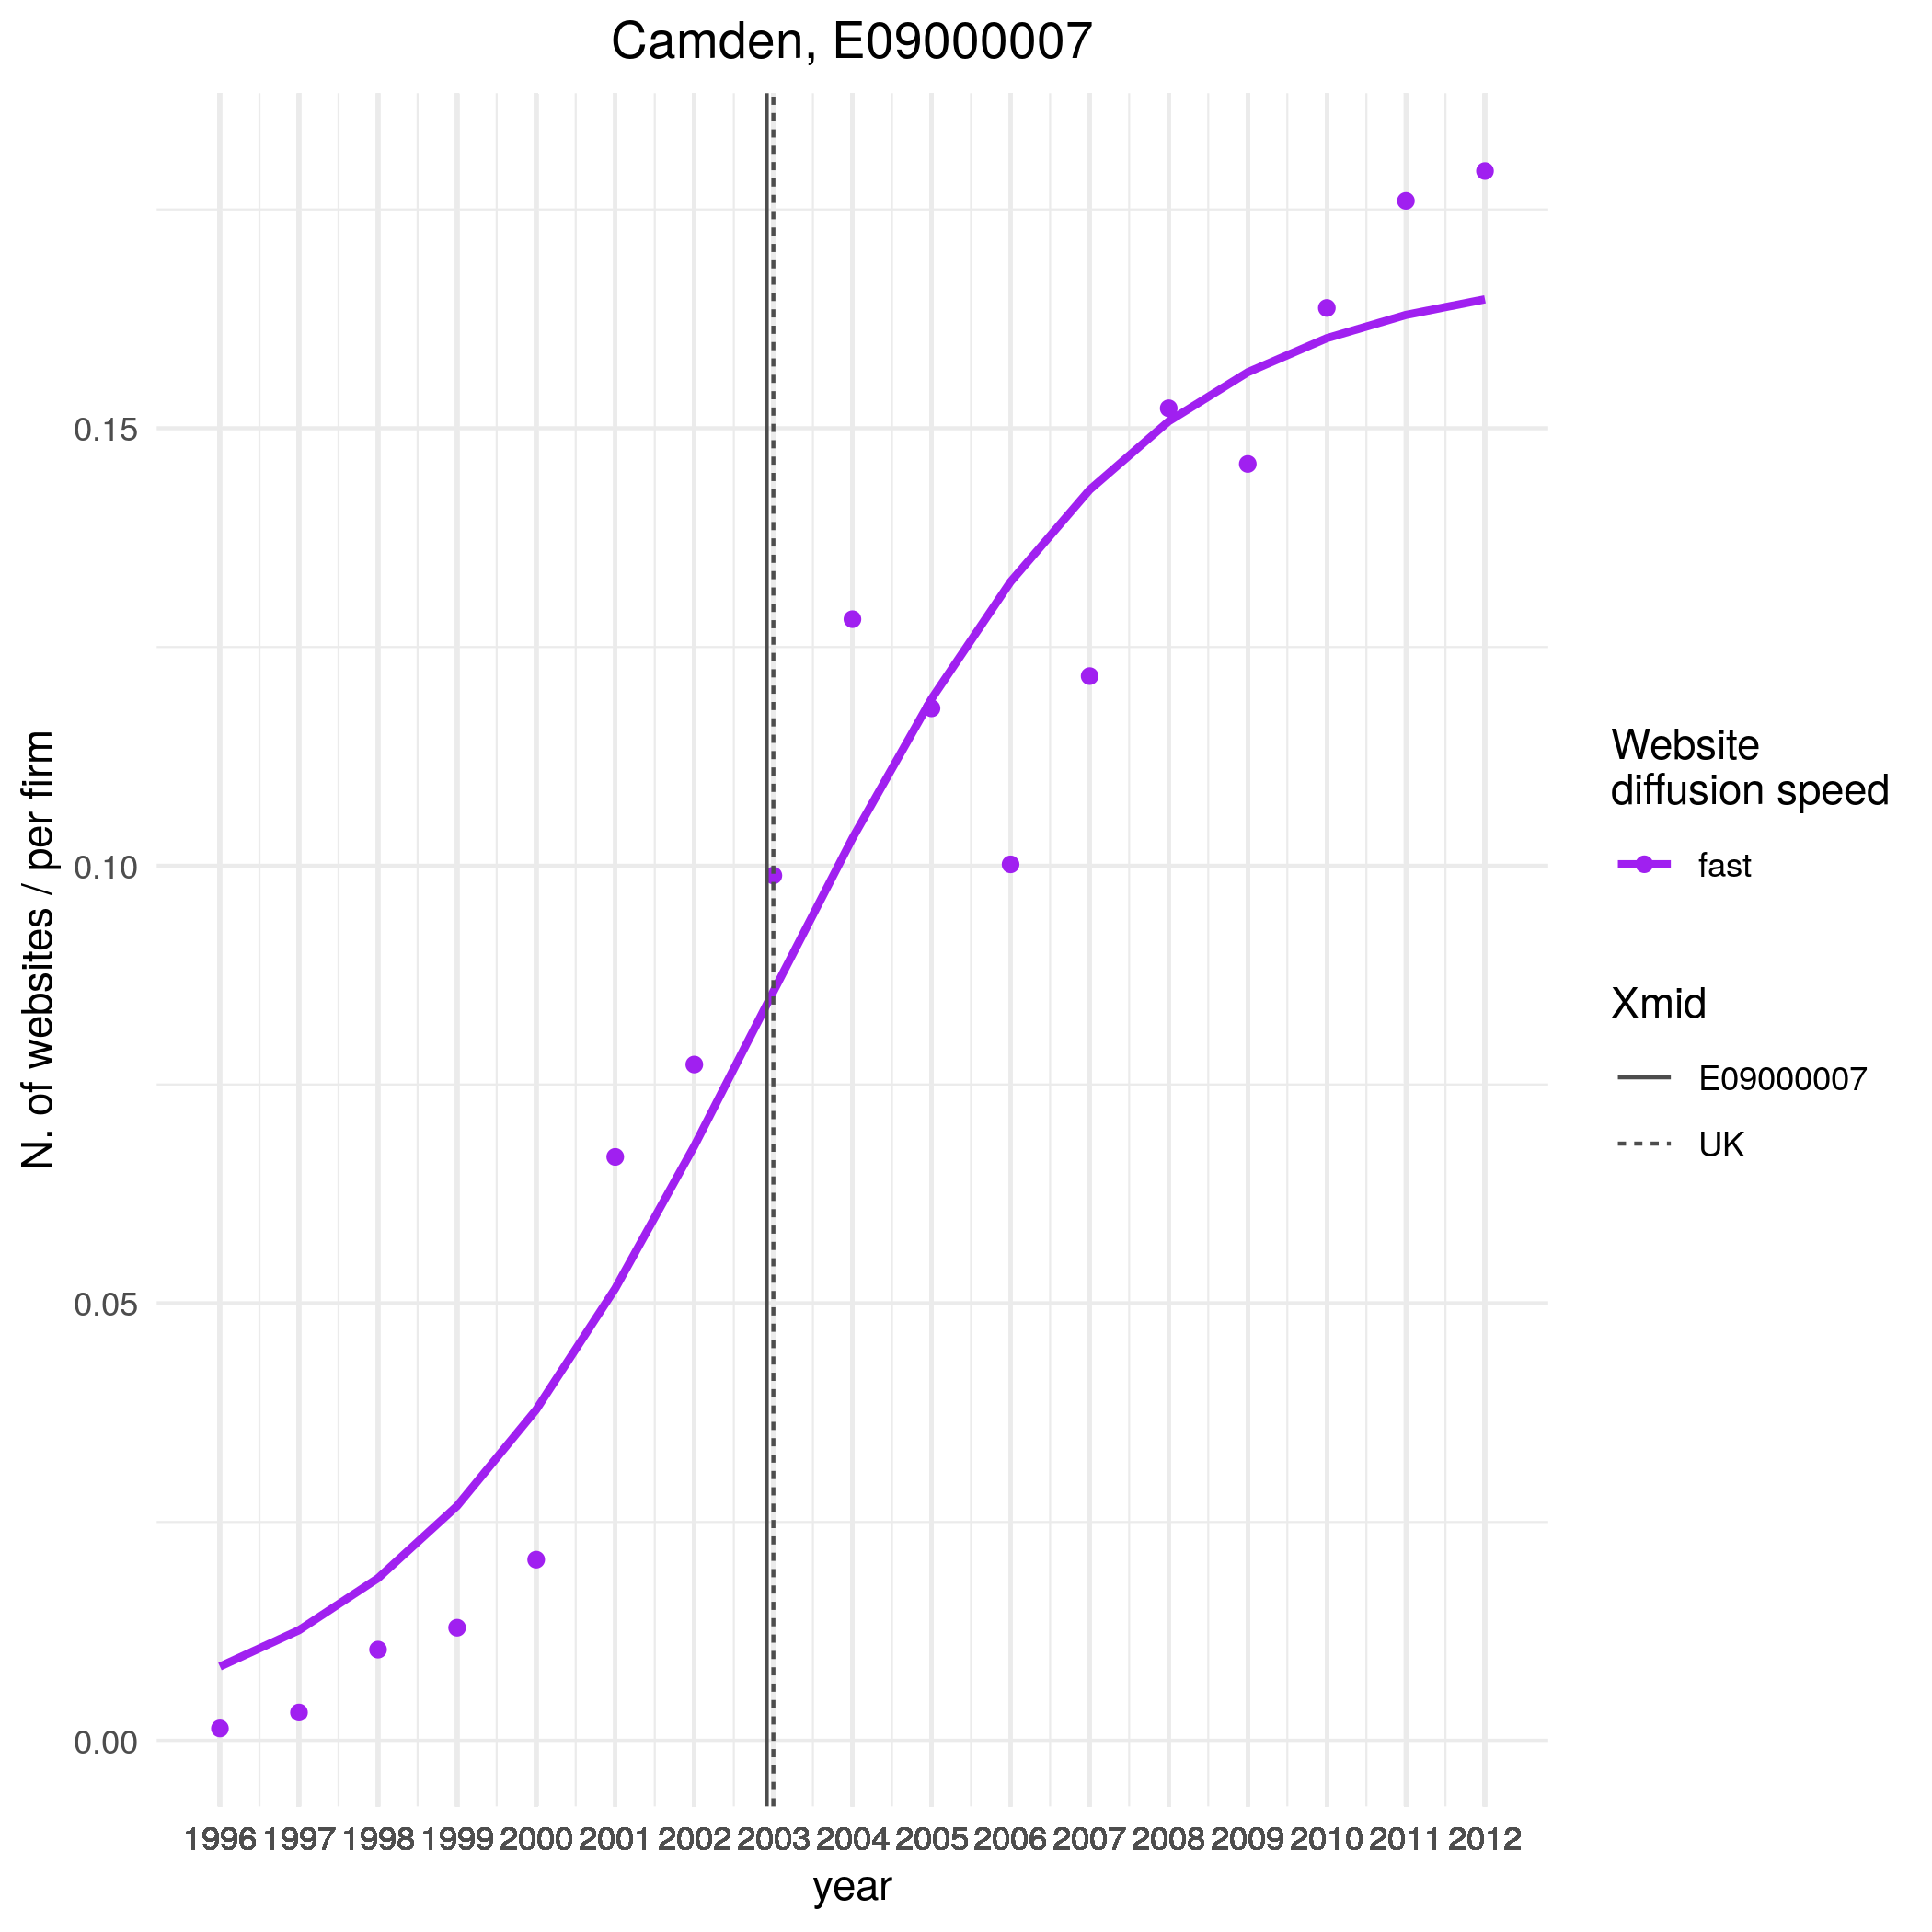 Camden, E09000007
N. of websites / per firm
0.15
0.10
0.05
0.00
1996 1997 1998 1999 2000 2001 2002 2003 2004 2005 2006 2007 2008 2009 2010 2011 2012
year
Website
diffusion speed
fast
Xmid
E09000007
UK